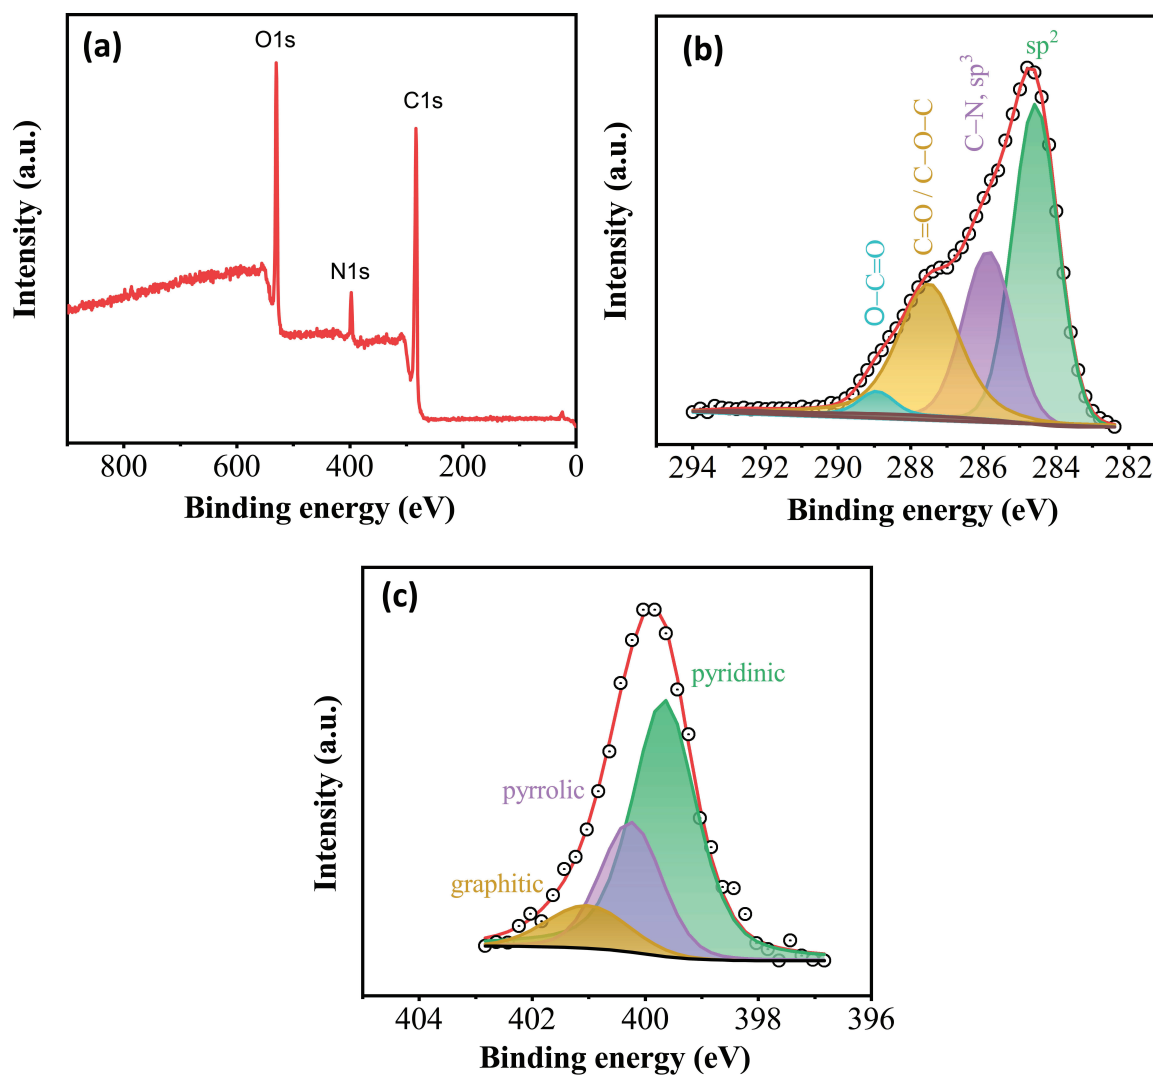 (a)
O1s
C1s
N1s
Intensity (a.u.)
800 600 400 200 0
Binding energy (eV)
(b)
sp²
C–N, sp³
C=O / C–O–C
O–C=O
Intensity (a.u.)
294 292 290 288 286 284 282
Binding energy (eV)
(c)
pyridinic
pyrrolic
graphitic
Intensity (a.u.)
404 402 400 398 396
Binding energy (eV)